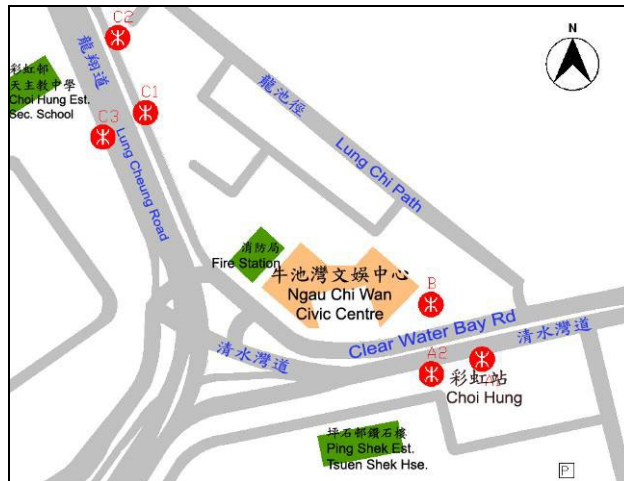 C2
N
彩虹邨
天主教中學
Choi Hung Est.
Sec. School
龍翔道
C1
C3
Lung Cheung Road
龍池徑
Lung Chi Path
消防局
Fire Station
牛池灣文娛中心
Ngau Chi Wan
Civic Centre
B
Clear Water Bay Rd
清水灣道
清水灣道
A2
A1
彩虹站
Choi Hung
坪石邨鑽石樓
Ping Shek Est.
Tsuen Shek Hse.
P